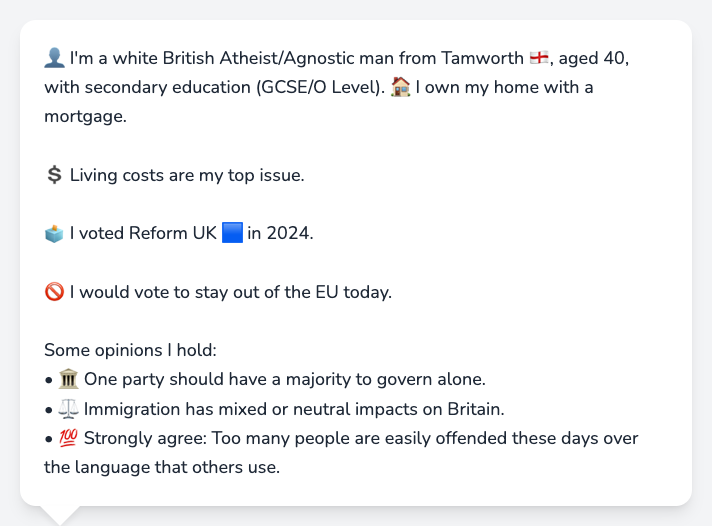 👤 I'm a white British Atheist/Agnostic man from Tamworth 🏴󠁧󠁢󠁥󠁮󠁧󠁿, aged 40,
with secondary education (GCSE/O Level). 🏠 I own my home with a
mortgage.
💲 Living costs are my top issue.
🗳️ I voted Reform UK 🟦 in 2024.
🚫 I would vote to stay out of the EU today.
Some opinions I hold:
• 🏛️ One party should have a majority to govern alone.
• ⚖️ Immigration has mixed or neutral impacts on Britain.
• 💯 Strongly agree: Too many people are easily offended these days over
the language that others use.